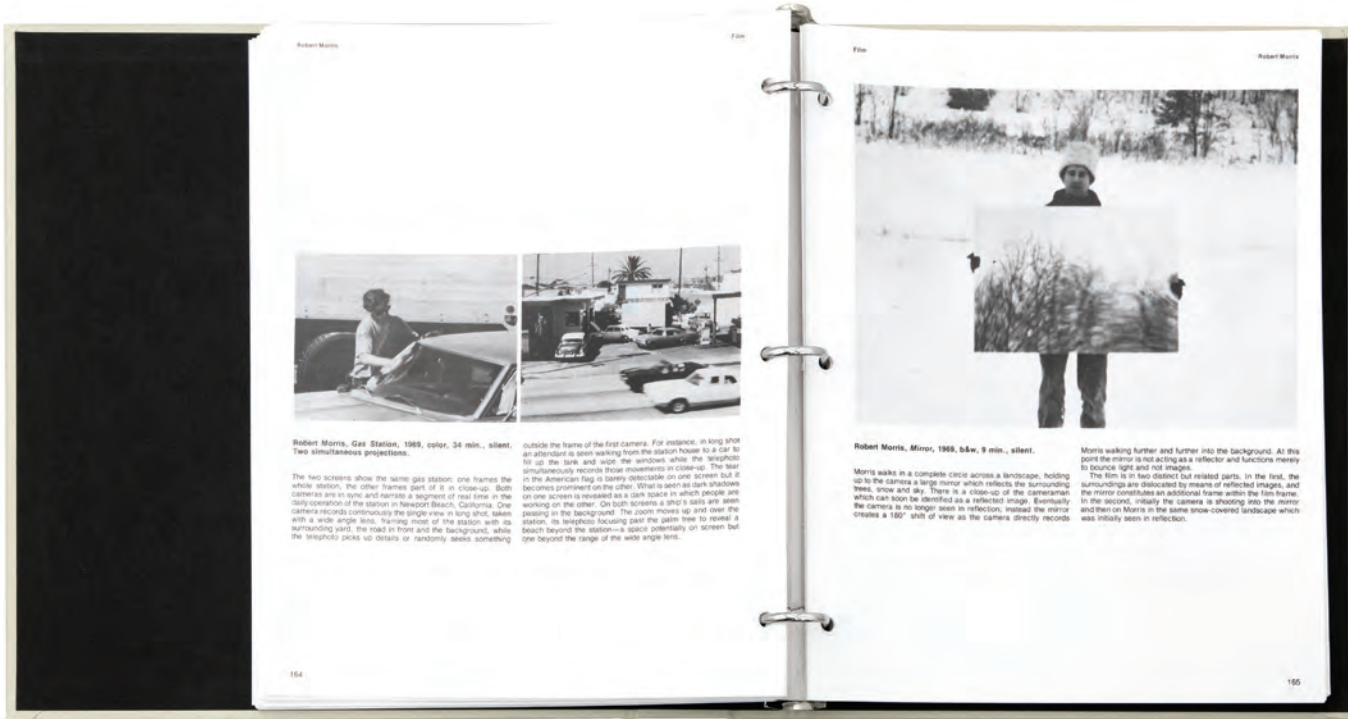 Robert Morris
Film
Robert Morris, Gas Station, 1969, color, 34 min., silent.
Two simultaneous projections.
The two screens show the same gas station; one frames the
whole station, the other frames part of it in close-up. Both
cameras are in sync and narrate a segment of real time in the
daily operation of the station in Newport Beach, California. One
camera records continuously the single view in long shot, taken
with a wide angle lens, framing most of the station with its
surrounding yard, the road in front and the background, while
the telephoto picks up details or randomly seeks something
outside the frame of the first camera. For instance, in long shot
an attendant is seen walking from the station house to a car to
fill up the tank and wipe the windows while the telephoto
simultaneously records those movements in close-up. The tear
in the American flag is barely detectable on one screen but it
becomes prominent on the other. What is seen as dark shadows
on one screen is revealed as a dark space in which people are
working on the other. On both screens a ship's sails are seen
passing in the background. The zoom moves up and over the
station, its telephoto focusing past the palm tree to reveal a
beach beyond the station—a space potentially on screen but
one beyond the range of the wide angle lens.
164
Film
Robert Morris
Robert Morris, Mirror, 1969, b&w, 9 min., silent.
Morris walks in a complete circle across a landscape, holding
up to the camera a large mirror which reflects the surrounding
trees, snow and sky. There is a close-up of the cameraman
which can soon be identified as a reflected image. Eventually
the camera is no longer seen in reflection; instead the mirror
creates a 180° shift of view as the camera directly records
Morris walking further and further into the background. At this
point the mirror is not acting as a reflector and functions merely
to bounce light and not images.
The film is in two distinct but related parts. In the first, the
surroundings are dislocated by means of reflected images, and
the mirror constitutes an additional frame within the film frame.
In the second, initially the camera is shooting into the mirror
and then on Morris in the same snow-covered landscape which
was initially seen in reflection.
165